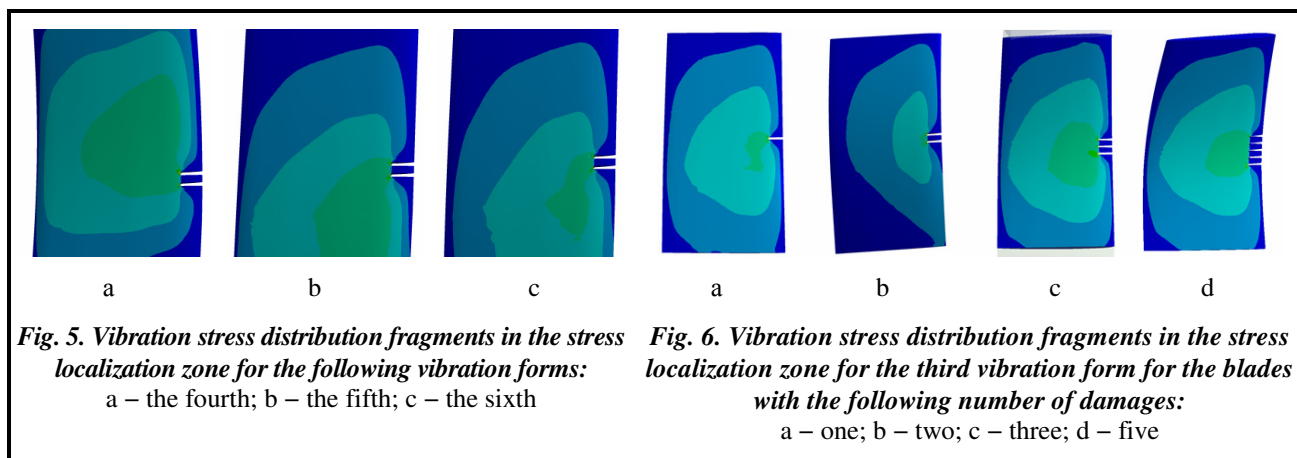 a
b
c
Fig. 5. Vibration stress distribution fragments in the stress
localization zone for the following vibration forms:
a – the fourth; b – the fifth; c – the sixth
a
b
c
d
Fig. 6. Vibration stress distribution fragments in the stress
localization zone for the third vibration form for the blades
with the following number of damages:
a – one; b – two; c – three; d – five